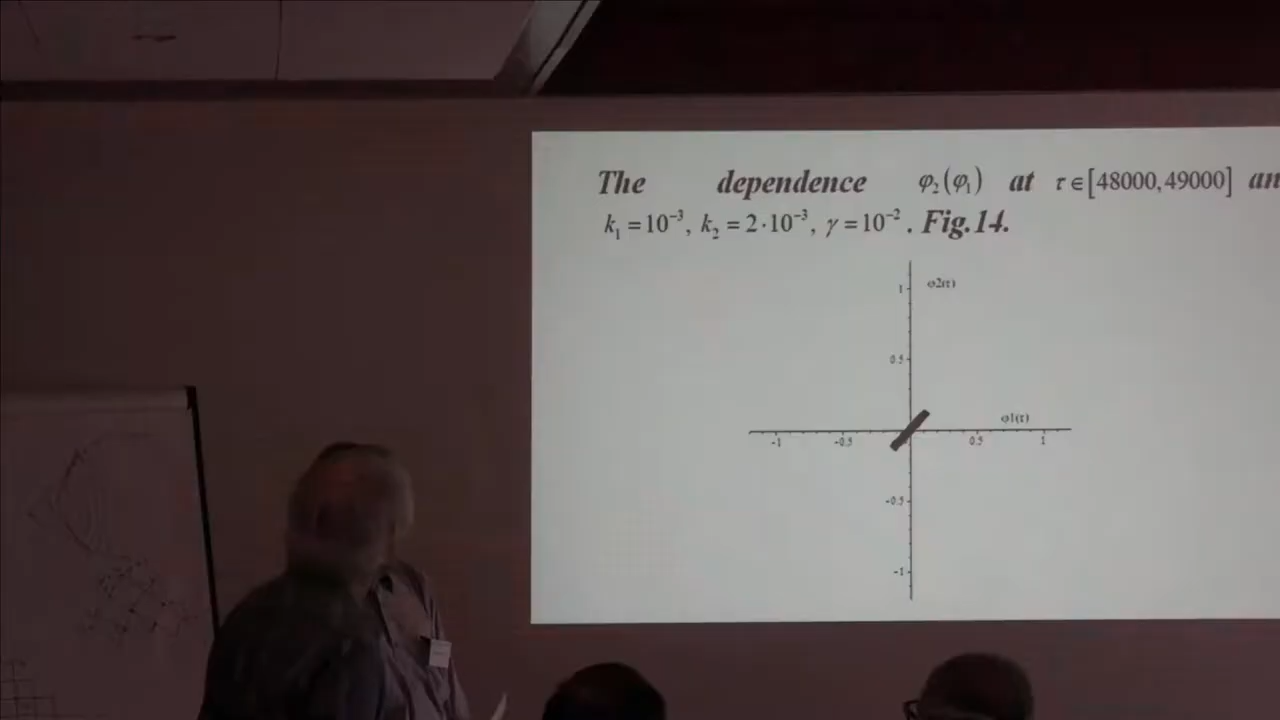 The dependence φ₂(φ₁) at τ∈[48000,49000] an
k₁=10⁻³, k₂=2·10⁻³, γ=10⁻². Fig.14.
φ2(τ)
1
0.5
φ1(τ)
-1 -0.5 0.5 1
-0.5
-1